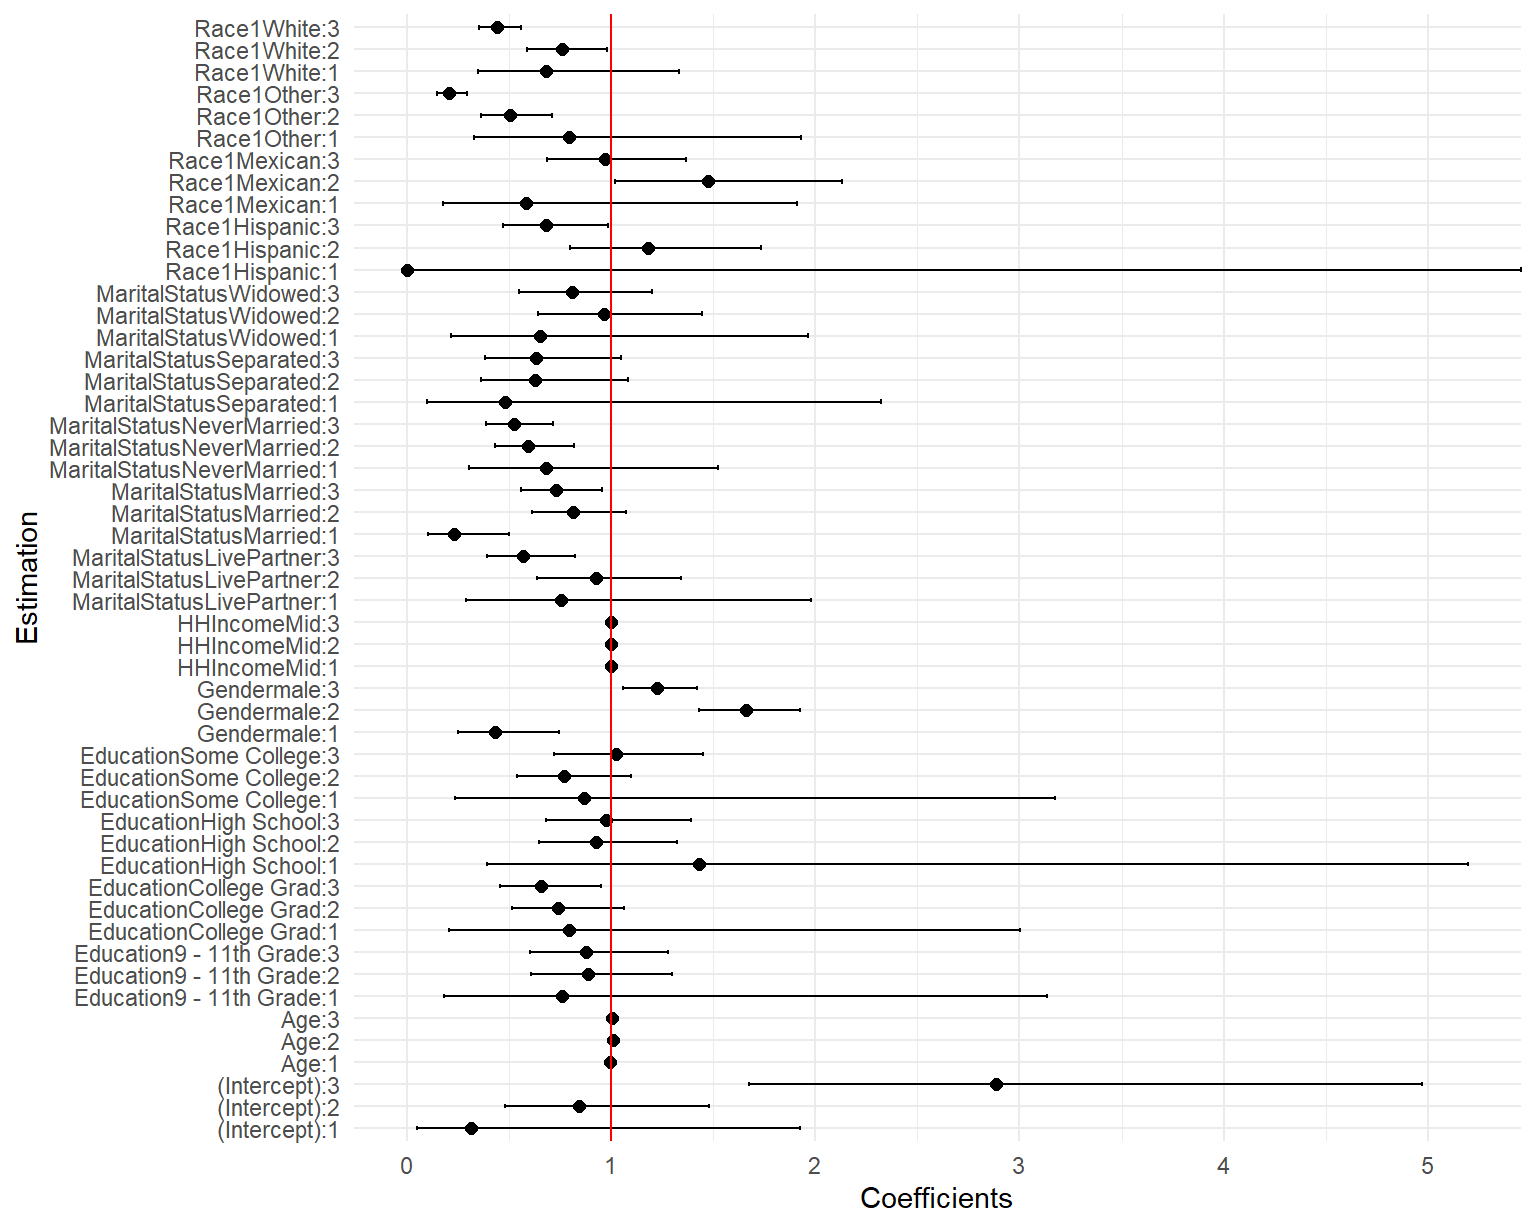 Race1White:3
Race1White:2
Race1White:1
Race1Other:3
Race1Other:2
Race1Other:1
Race1Mexican:3
Race1Mexican:2
Race1Mexican:1
Race1Hispanic:3
Race1Hispanic:2
Race1Hispanic:1
MaritalStatusWidowed:3
MaritalStatusWidowed:2
MaritalStatusWidowed:1
MaritalStatusSeparated:3
MaritalStatusSeparated:2
MaritalStatusSeparated:1
MaritalStatusNeverMarried:3
MaritalStatusNeverMarried:2
MaritalStatusNeverMarried:1
MaritalStatusMarried:3
MaritalStatusMarried:2
MaritalStatusMarried:1
MaritalStatusLivePartner:3
MaritalStatusLivePartner:2
MaritalStatusLivePartner:1
HHIncomeMid:3
HHIncomeMid:2
HHIncomeMid:1
Gendermale:3
Gendermale:2
Gendermale:1
EducationSome College:3
EducationSome College:2
EducationSome College:1
EducationHigh School:3
EducationHigh School:2
EducationHigh School:1
EducationCollege Grad:3
EducationCollege Grad:2
EducationCollege Grad:1
Education9 - 11th Grade:3
Education9 - 11th Grade:2
Education9 - 11th Grade:1
Age:3
Age:2
Age:1
(Intercept):3
(Intercept):2
(Intercept):1
Estimation
0 1 2 3 4 5
Coefficients